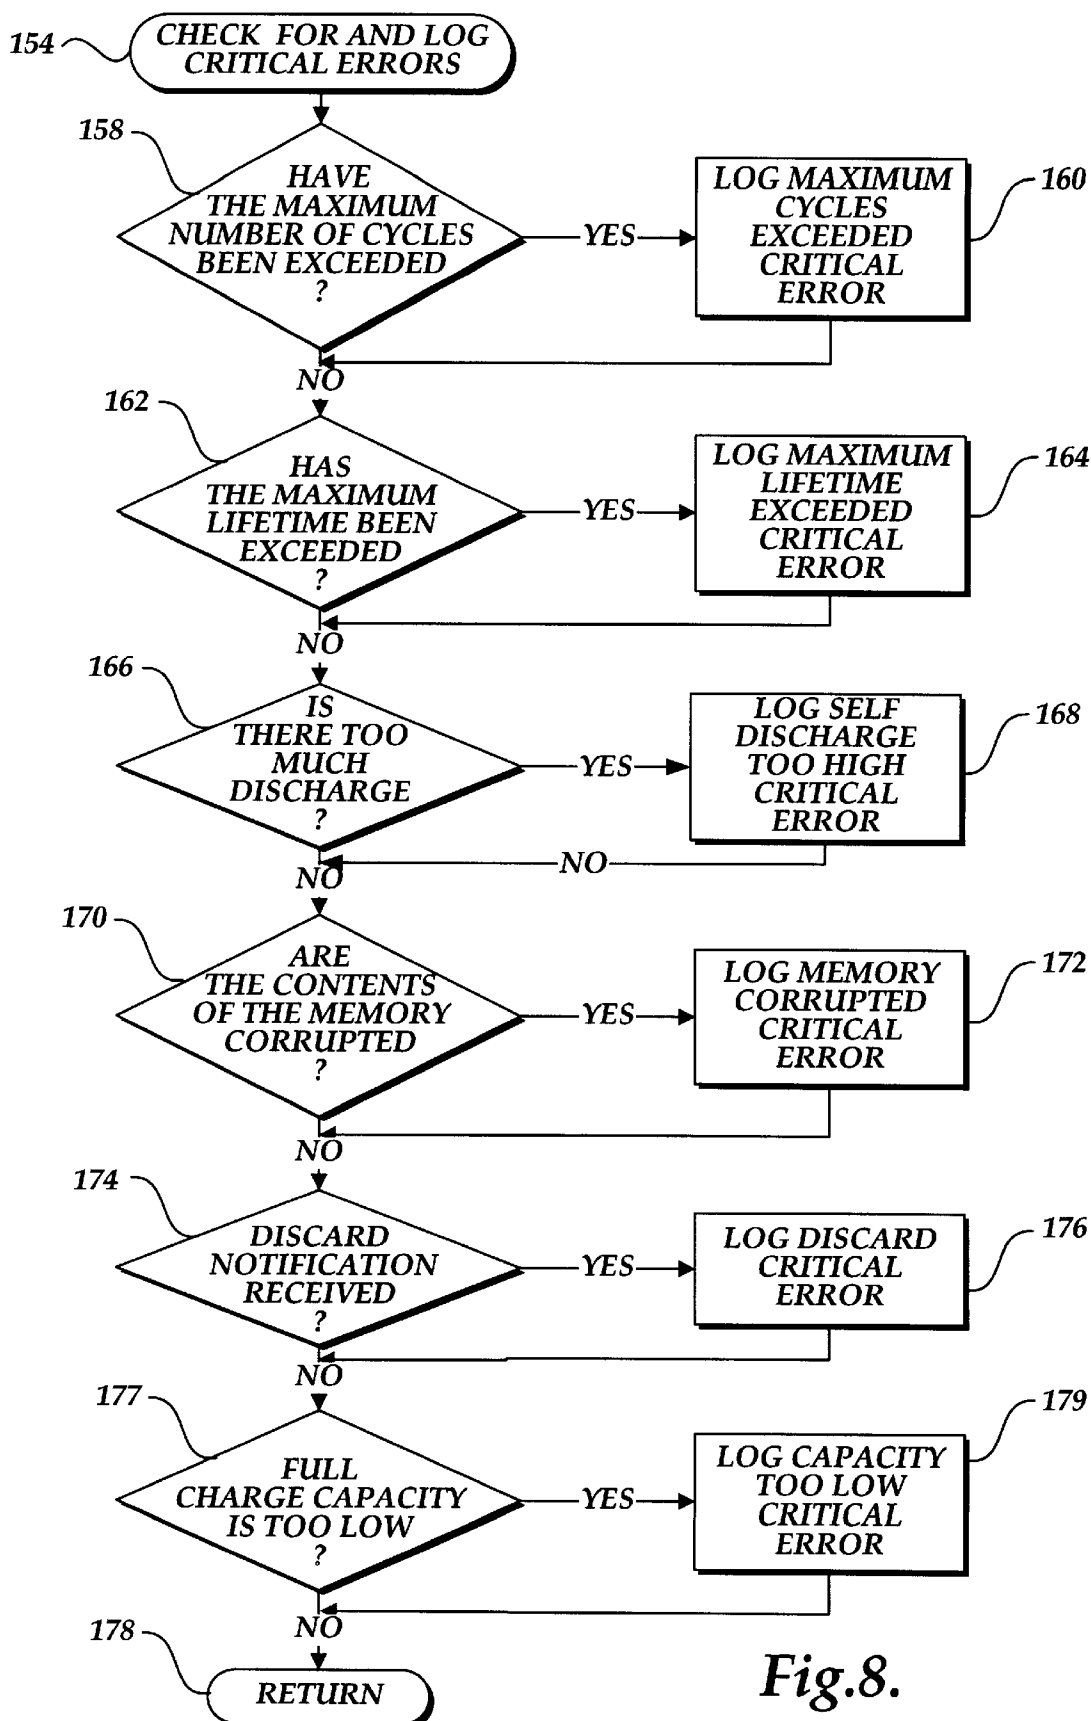 154
CHECK FOR AND LOG
CRITICAL ERRORS
158
HAVE
THE MAXIMUM
NUMBER OF CYCLES
BEEN EXCEEDED
?
YES
LOG MAXIMUM
CYCLES
EXCEEDED
CRITICAL
ERROR
160
NO
162
HAS
THE MAXIMUM
LIFETIME BEEN
EXCEEDED
?
YES
LOG MAXIMUM
LIFETIME
EXCEEDED
CRITICAL
ERROR
164
NO
166
IS
THERE TOO
MUCH
DISCHARGE
?
YES
LOG SELF
DISCHARGE
TOO HIGH
CRITICAL
ERROR
168
NO
NO
170
ARE
THE CONTENTS
OF THE MEMORY
CORRUPTED
?
YES
LOG MEMORY
CORRUPTED
CRITICAL
ERROR
172
NO
174
DISCARD
NOTIFICATION
RECEIVED
?
YES
LOG DISCARD
CRITICAL
ERROR
176
NO
177
FULL
CHARGE CAPACITY
IS TOO LOW
?
YES
LOG CAPACITY
TOO LOW
CRITICAL
ERROR
179
NO
178
RETURN
Fig.8.